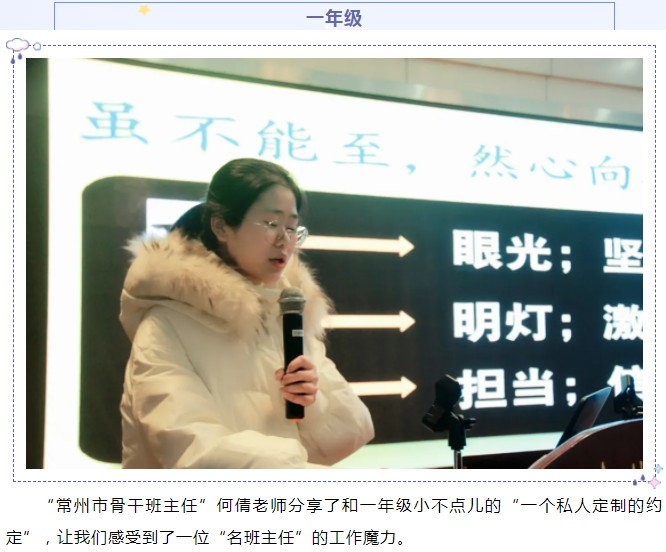 一年级
虽不能至，然心向
眼光；坚
明灯；激
担当；信
“常州市骨干班主任”何倩老师分享了和一年级小不点儿的“一个私人定制的约
定”，让我们感受到了一位“名班主任”的工作魔力。